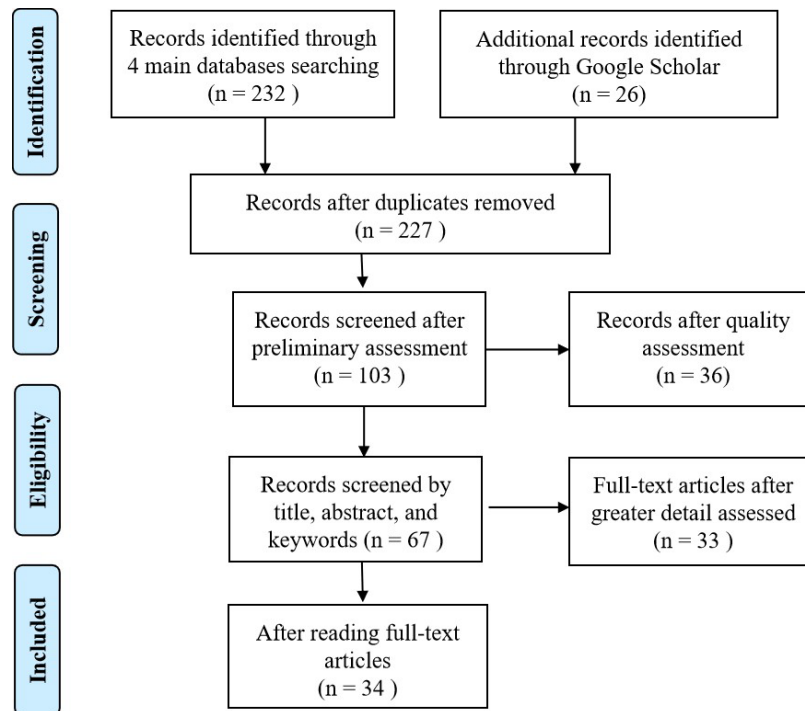 Identification
Records identified through
4 main databases searching
(n = 232 )
Additional records identified
through Google Scholar
(n = 26)
Records after duplicates removed
(n = 227 )
Screening
Records screened after
preliminary assessment
(n = 103 )
Records after quality
assessment
(n = 36)
Eligibility
Records screened by
title, abstract, and
keywords (n = 67 )
Full-text articles after
greater detail assessed
(n = 33 )
Included
After reading full-text
articles
(n = 34 )